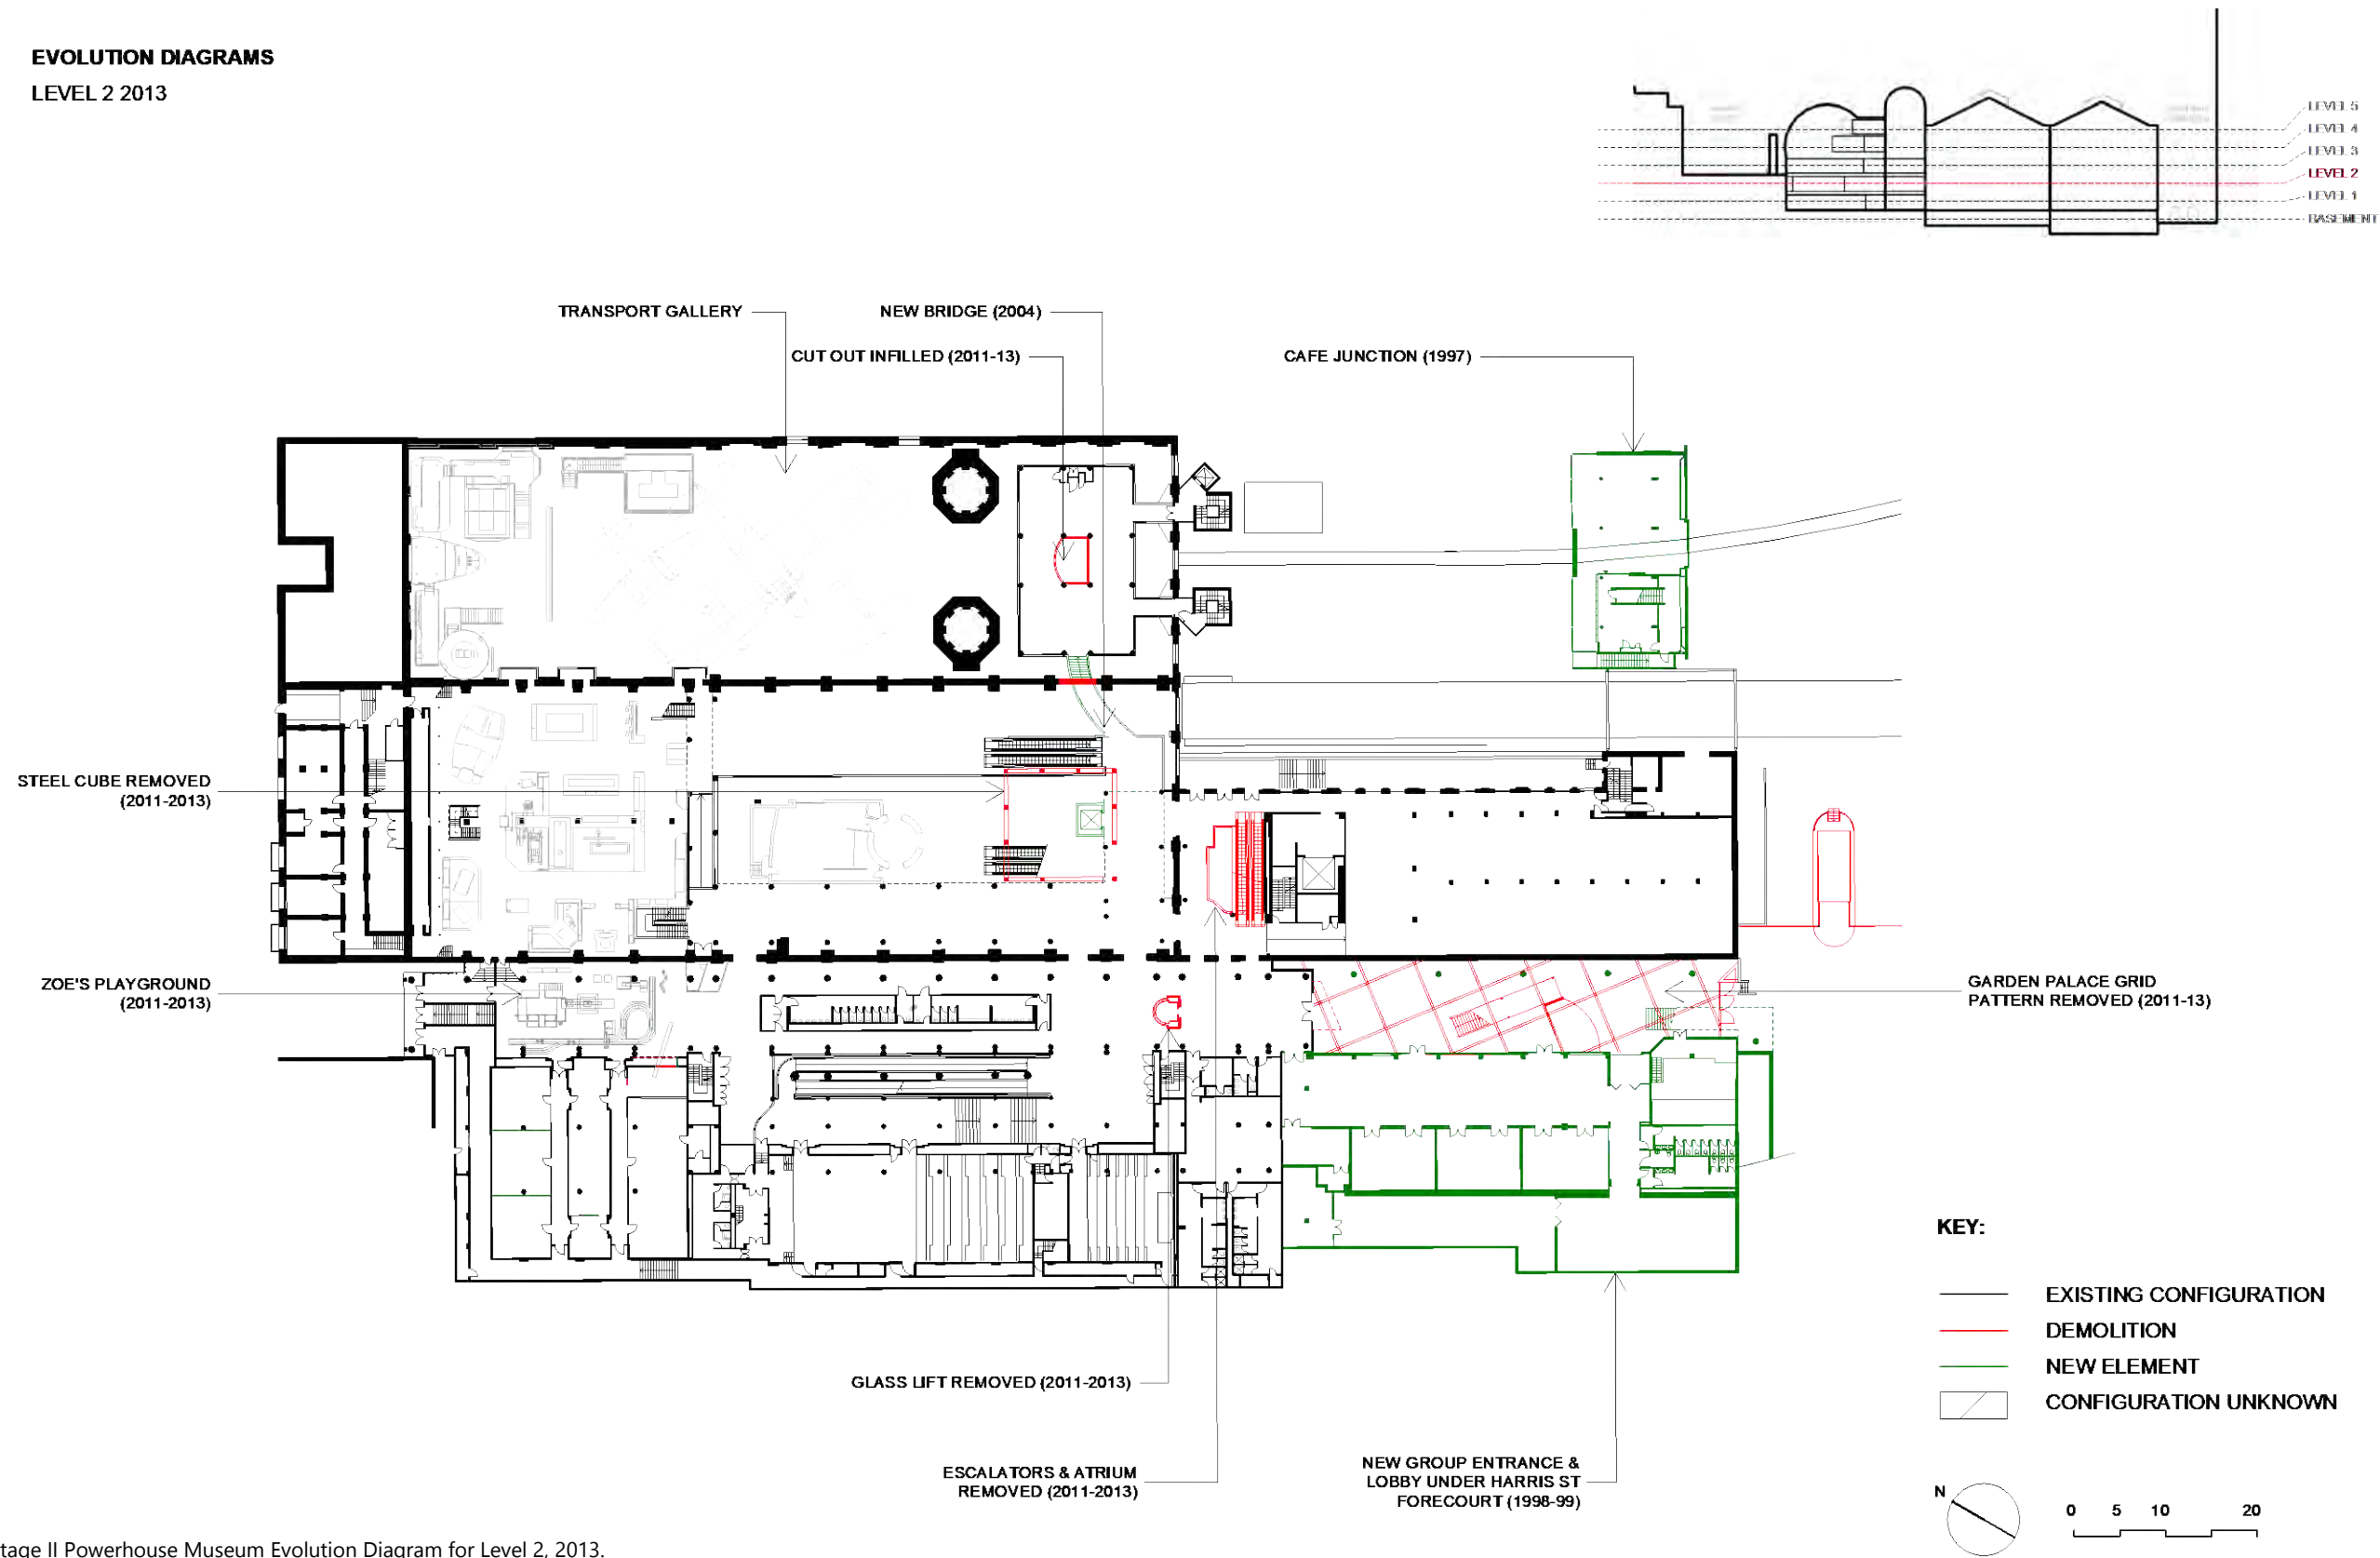 EVOLUTION DIAGRAMS
LEVEL 2 2013
LEVEL 5
LEVEL 4
LEVEL 3
LEVEL 2
LEVEL 1
BASEMENT
TRANSPORT GALLERY
NEW BRIDGE (2004)
CUT OUT INFILLED (2011-13)
CAFE JUNCTION (1997)
STEEL CUBE REMOVED
(2011-2013)
ZOE'S PLAYGROUND
(2011-2013)
GARDEN PALACE GRID
PATTERN REMOVED (2011-13)
GLASS LIFT REMOVED (2011-2013)
ESCALATORS & ATRIUM
REMOVED (2011-2013)
NEW GROUP ENTRANCE &
LOBBY UNDER HARRIS ST
FORECOURT (1998-99)
KEY:
EXISTING CONFIGURATION
DEMOLITION
NEW ELEMENT
CONFIGURATION UNKNOWN
N
0 5 10 20
tage II Powerhouse Museum Evolution Diagram for Level 2, 2013.